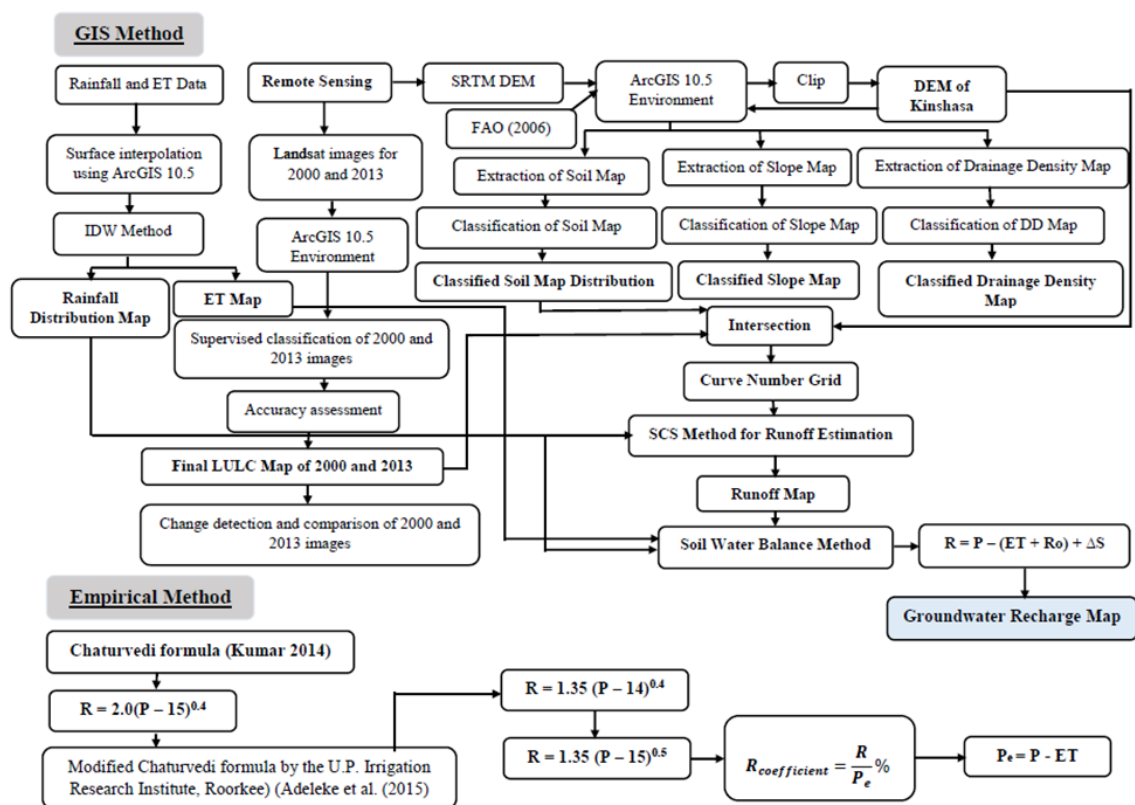 GIS Method
Rainfall and ET Data
Remote Sensing
SRTM DEM
ArcGIS 10.5
Environment
Clip
DEM of
Kinshasa
FAO (2006)
Surface interpolation
using ArcGIS 10.5
Landsat images for
2000 and 2013
Extraction of Soil Map
Extraction of Slope Map
Extraction of Drainage Density Map
IDW Method
ArcGIS 10.5
Environment
Classification of Soil Map
Classification of Slope Map
Classification of DD Map
Rainfall
Distribution Map
ET Map
Classified Soil Map Distribution
Classified Slope Map
Classified Drainage Density
Map
Supervised classification of 2000 and
2013 images
Intersection
Curve Number Grid
Accuracy assessment
SCS Method for Runoff Estimation
Final LULC Map of 2000 and 2013
Runoff Map
Change detection and comparison of 2000 and
2013 images
Soil Water Balance Method
R = P – (ET + Ro) + ΔS
Groundwater Recharge Map
Empirical Method
Chaturvedi formula (Kumar 2014)
R = 2.0(P – 15)^0.4
Modified Chaturvedi formula by the U.P. Irrigation
Research Institute, Roorkee) (Adeleke et al. (2015)
R = 1.35 (P – 14)^0.4
R = 1.35 (P – 15)^0.5
R_coefficient = R/P_e %
Pe = P - ET